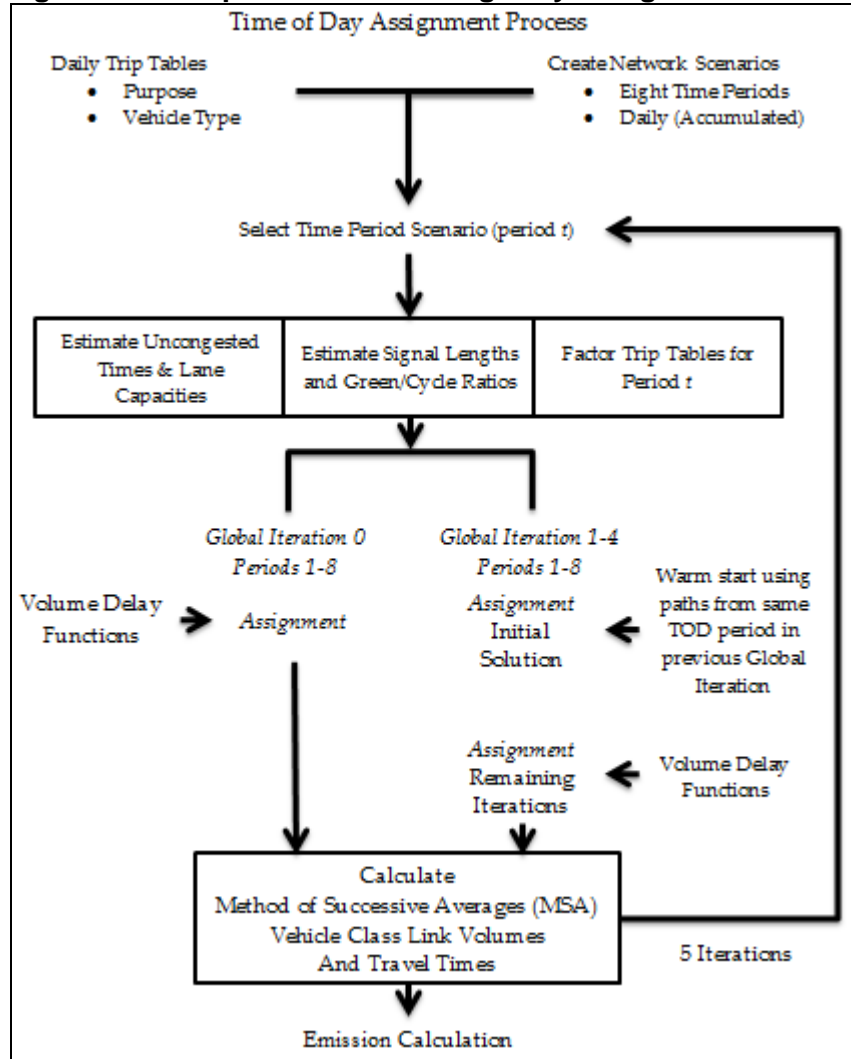 Time of Day Assignment Process
Daily Trip Tables
• Purpose
• Vehicle Type
Create Network Scenarios
• Eight Time Periods
• Daily (Accumulated)
Select Time Period Scenario (period t)
Estimate Uncongested
Times & Lane
Capacities
Estimate Signal Lengths
and Green/Cycle Ratios
Factor Trip Tables for
Period t
Global Iteration 0
Periods 1-8
Global Iteration 1-4
Periods 1-8
Volume Delay
Functions
Assignment
Assignment
Initial
Solution
Warm start using
paths from same
TOD period in
previous Global
Iteration
Assignment
Remaining
Iterations
Volume Delay
Functions
Calculate
Method of Successive Averages (MSA)
Vehicle Class Link Volumes
And Travel Times
5 Iterations
Emission Calculation